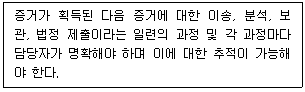 증거가 획득된 다음 증거에 대한 이송, 분석, 보
관, 법정 제출이라는 일련의 과정 및 각 과정마다
담당자가 명확해야 하며 이에 대한 추적이 가능해
야 한다.